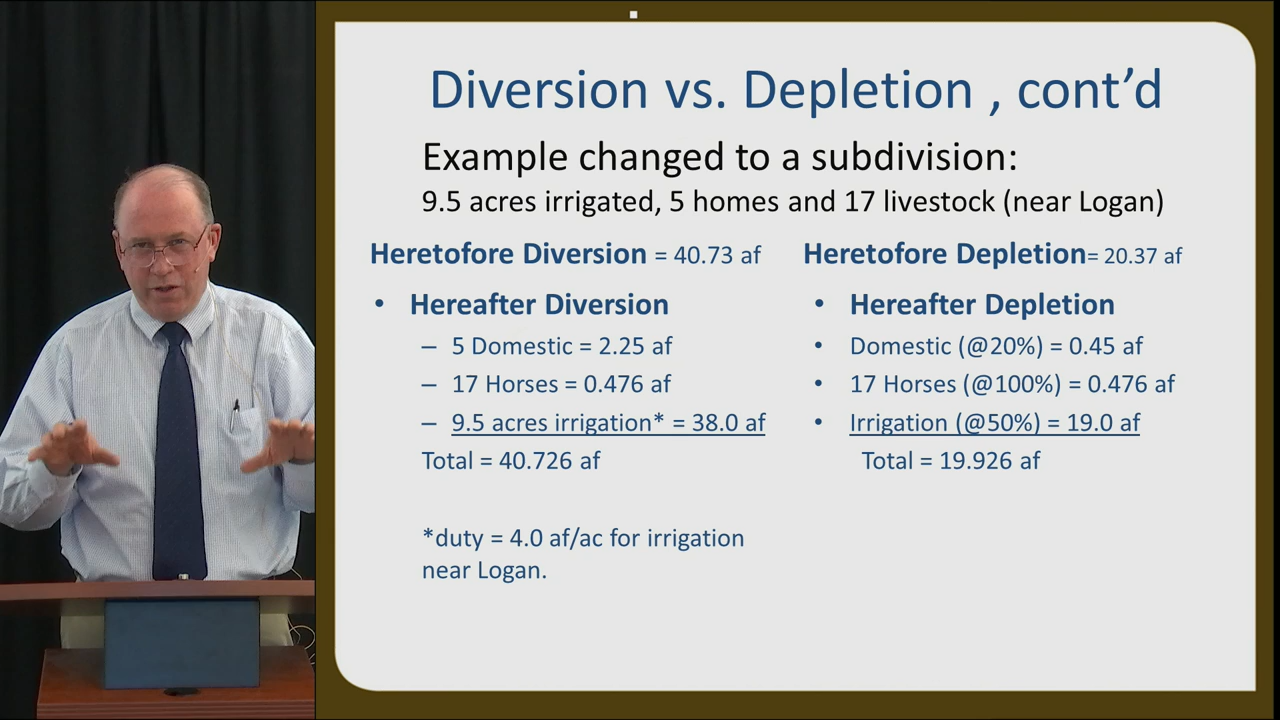 Diversion vs. Depletion , cont’d
Example changed to a subdivision:
9.5 acres irrigated, 5 homes and 17 livestock (near Logan)
Heretofore Diversion = 40.73 af
• Hereafter Diversion
– 5 Domestic = 2.25 af
– 17 Horses = 0.476 af
– 9.5 acres irrigation* = 38.0 af
Total = 40.726 af
*duty = 4.0 af/ac for irrigation
near Logan.
Heretofore Depletion= 20.37 af
• Hereafter Depletion
• Domestic (@20%) = 0.45 af
• 17 Horses (@100%) = 0.476 af
• Irrigation (@50%) = 19.0 af
Total = 19.926 af